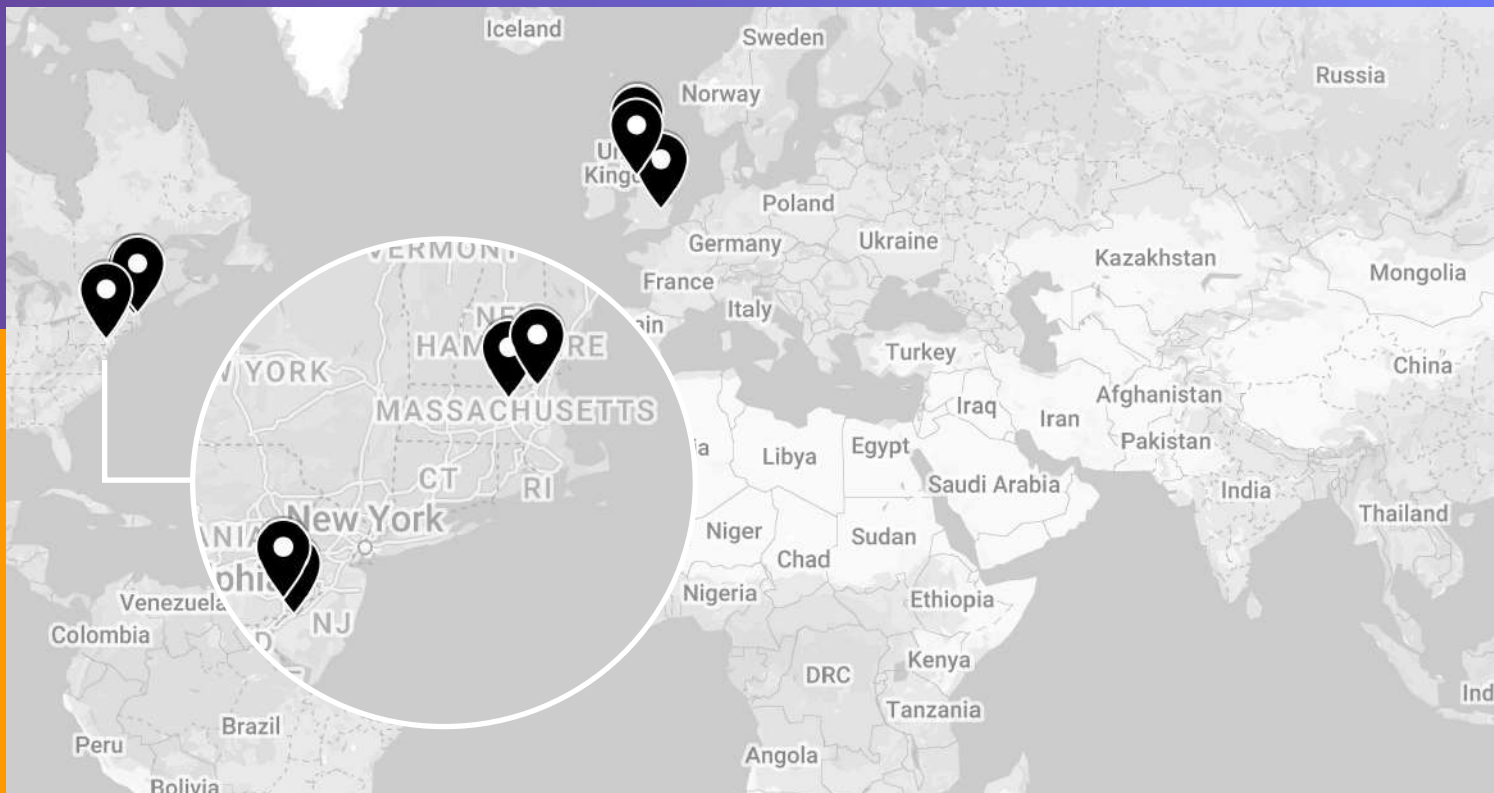 Iceland
Sweden
Russia
Norway
Poland
Germany
Ukraine
Kazakhstan
Mongolia
France
Italy
VERMONT
Turkey
China
Afghanistan
Iraq
Iran
MASSACHUSETTS
Pakistan
Egypt
Libya
CT
RI
Saudi Arabia
India
New York
Thailand
Niger
Sudan
Chad
Nigeria
Ethiopia
Venezuela
NJ
Colombia
Kenya
DRC
Tanzania
Brazil
Peru
Angola
Bolivia